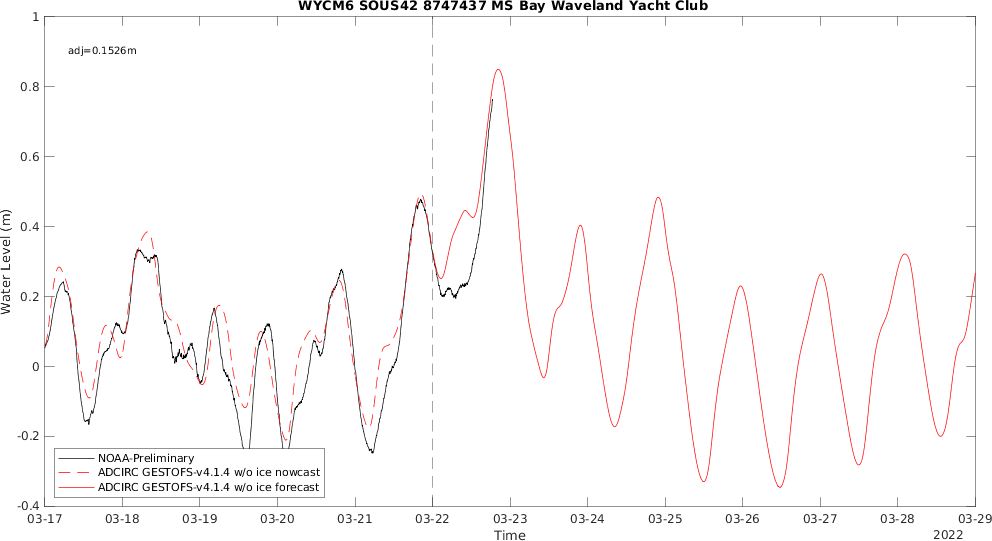 WYCM6 SOUS42 8747437 MS Bay Waveland Yacht Club
adj=0.1526m
Water Level (m)
1
0.8
0.6
0.4
0.2
0
-0.2
-0.4
NOAA-Preliminary
ADCIRC GESTOFS-v4.1.4 w/o ice nowcast
ADCIRC GESTOFS-v4.1.4 w/o ice forecast
03-17 03-18 03-19 03-20 03-21 03-22 03-23 03-24 03-25 03-26 03-27 03-28 03-29
Time
2022